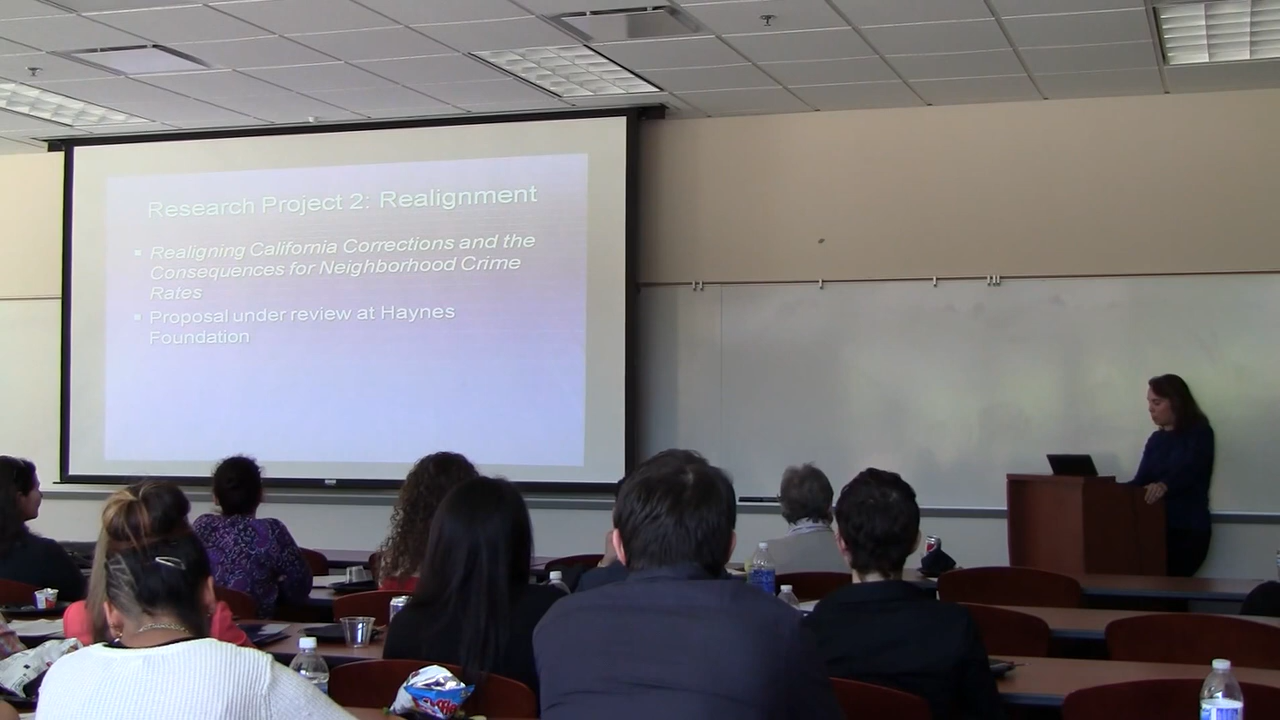 Research Project 2: Realignment
Realigning California Corrections and the
Consequences for Neighborhood Crime
Rates
Proposal under review at Haynes
Foundation